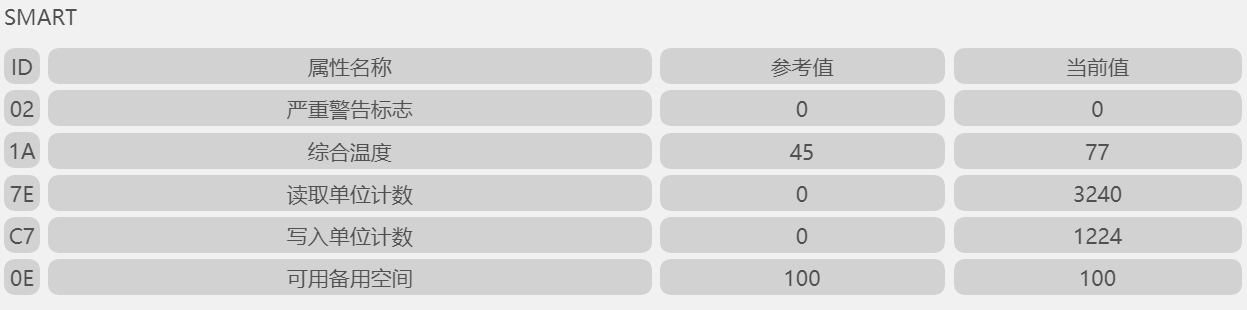 SMART
ID 属性名称 参考值 当前值
02 严重警告标志 0 0
1A 综合温度 45 77
7E 读取单位计数 0 3240
C7 写入单位计数 0 1224
0E 可用备用空间 100 100